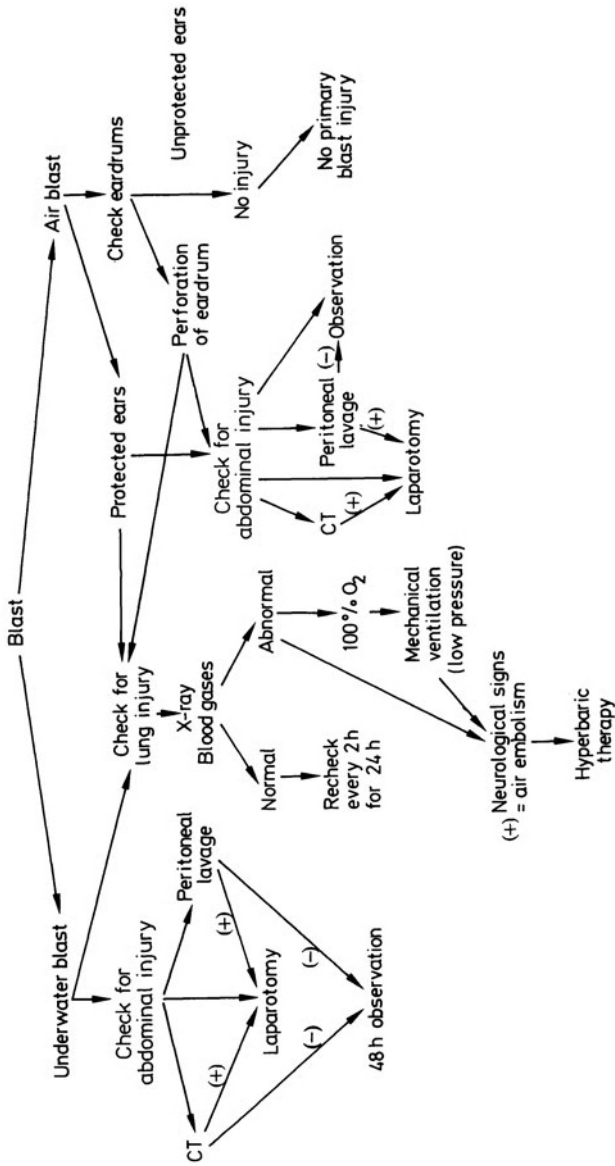 Blast
Underwater blast
Air blast
Check for
abdominal injury
Check for
lung injury
Protected ears
Check eardrums
Unprotected ears
Perforation
of eardrum
No injury
No primary
blast injury
CT
Peritoneal
lavage
(+)
(+)
Laparotomy
(-)
(-)
48 h observation
X-ray
Blood gases
Normal
Recheck
every 2h
for 24 h
Abnormal
100% O₂
Mechanical
ventilation
(low pressure)
Neurological signs
(+) = air embolism
Hyperbaric
therapy
Check for
abdominal injury
CT
(+)
Peritoneal
lavage
(-)
Observation
(+)
Laparotomy